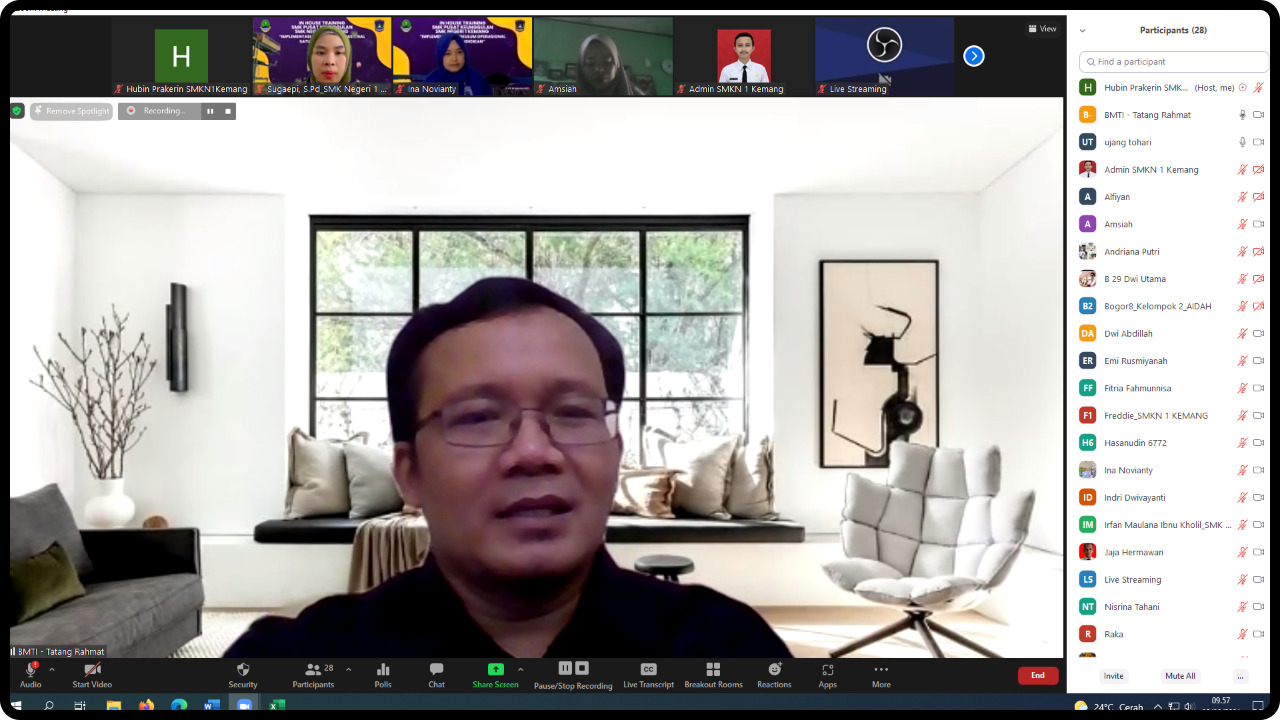 View
IN HOUSE TRAINING
SMK PUSAT KEUNGGULAN
IN HOUSE TRAINING
SMK PUSAT KEUNGGULAN
SMK NEGERI 1 KEMANG
H
Hubin Prakerin SMKN1Kemang
Sugaepi, S.Pd_SMK Negeri 1 ...
Ina Novianty
Amsiah
Admin SMKN 1 Kemang
Live Streaming
Remove Spotlight
Recording...
BMTI - Tatang Rahmat
Participants (28)
Find a participant
H Hubin Prakerin SMK... (Host, me)
B- BMTI - Tatang Rahmat
UT ujang tohari
Admin SMKN 1 Kemang
A Alfiyan
A Amsiah
Andriana Putri
B 29 Dwi Utama
B2 Bogor8_Kelompok 2_AIDAH
DA Dwi Abdillah
ER Emi Rusmiyanah
FF Fitria Fahmunnisa
F1 Freddie_SMKN 1 KEMANG
H6 Hasanudin 6772
Ina Novianty
ID Indri Dwivayanti
IM Irfan Maulana Ibnu Kholil_SMK ...
Jaja Hermawan
LS Live Streaming
NT Nisrina Tahani
R Raka
Invite Mute All ...
Audio Start Video Security Participants 28 Polls Chat Share Screen Pause/Stop Recording CC Live Transcript Breakout Rooms Reactions Apps More End
24°C Cerah 09.57